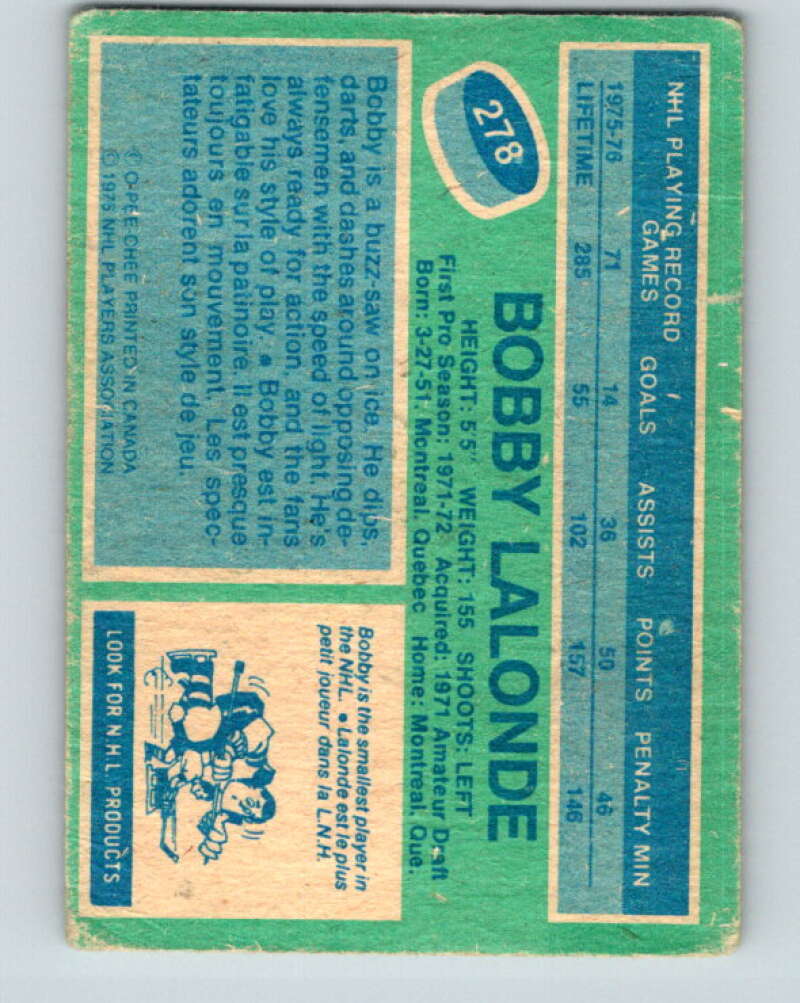 NHL PLAYING RECORD
GAMES GOALS ASSISTS POINTS PENALTY MIN
1975-76 71 14 36 50 46
LIFETIME 285 55 102 157 146
278
BOBBY LALONDE
HEIGHT: 5'5" WEIGHT: 155 SHOOTS: LEFT
First Pro Season: 1971-72 Acquired: 1971 Amateur Draft
Born: 3-27-51, Montreal, Quebec Home: Montreal, Que.
Bobby is a buzz-saw on ice. He dips,
darts, and dashes around opposing de-
fensemen with the speed of light. He's
always ready for action, and the fans
love his style of play. • Bobby est in-
fatigable sur la patinoire. Il est presque
toujours en mouvement. Les spec-
tateurs adorent son style de jeu.
© O-PEE-CHEE PRINTED IN CANADA
© 1975 NHL PLAYERS ASSOCIATION
Bobby is the smallest player in
the NHL. • Lalonde est le plus
petit joueur dans la L.N.H.
LOOK FOR N.H.L. PRODUCTS